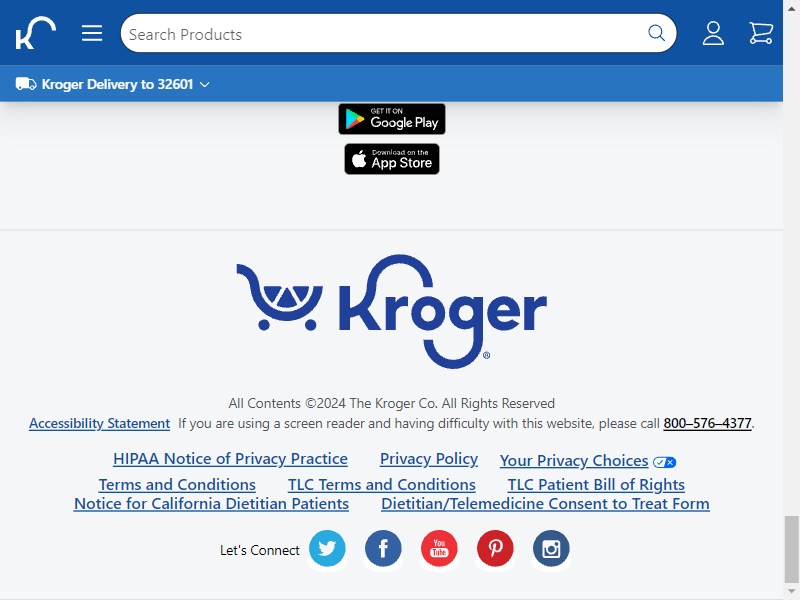 Search Products
Kroger Delivery to 32601
GET IT ON
Google Play
Download on the
App Store
Kroger®
All Contents ©2024 The Kroger Co. All Rights Reserved
Accessibility Statement If you are using a screen reader and having difficulty with this website, please call 800–576–4377.
HIPAA Notice of Privacy Practice Privacy Policy Your Privacy Choices
Terms and Conditions TLC Terms and Conditions TLC Patient Bill of Rights
Notice for California Dietitian Patients Dietitian/Telemedicine Consent to Treat Form
Let's Connect You Tube